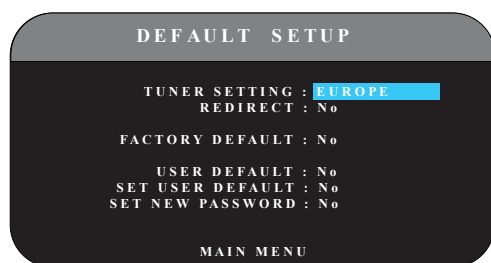 DEFAULT SETUP
TUNER SETTING : EUROPE
REDIRECT : No
FACTORY DEFAULT : No
USER DEFAULT : No
SET USER DEFAULT : No
SET NEW PASSWORD : No
MAIN MENU